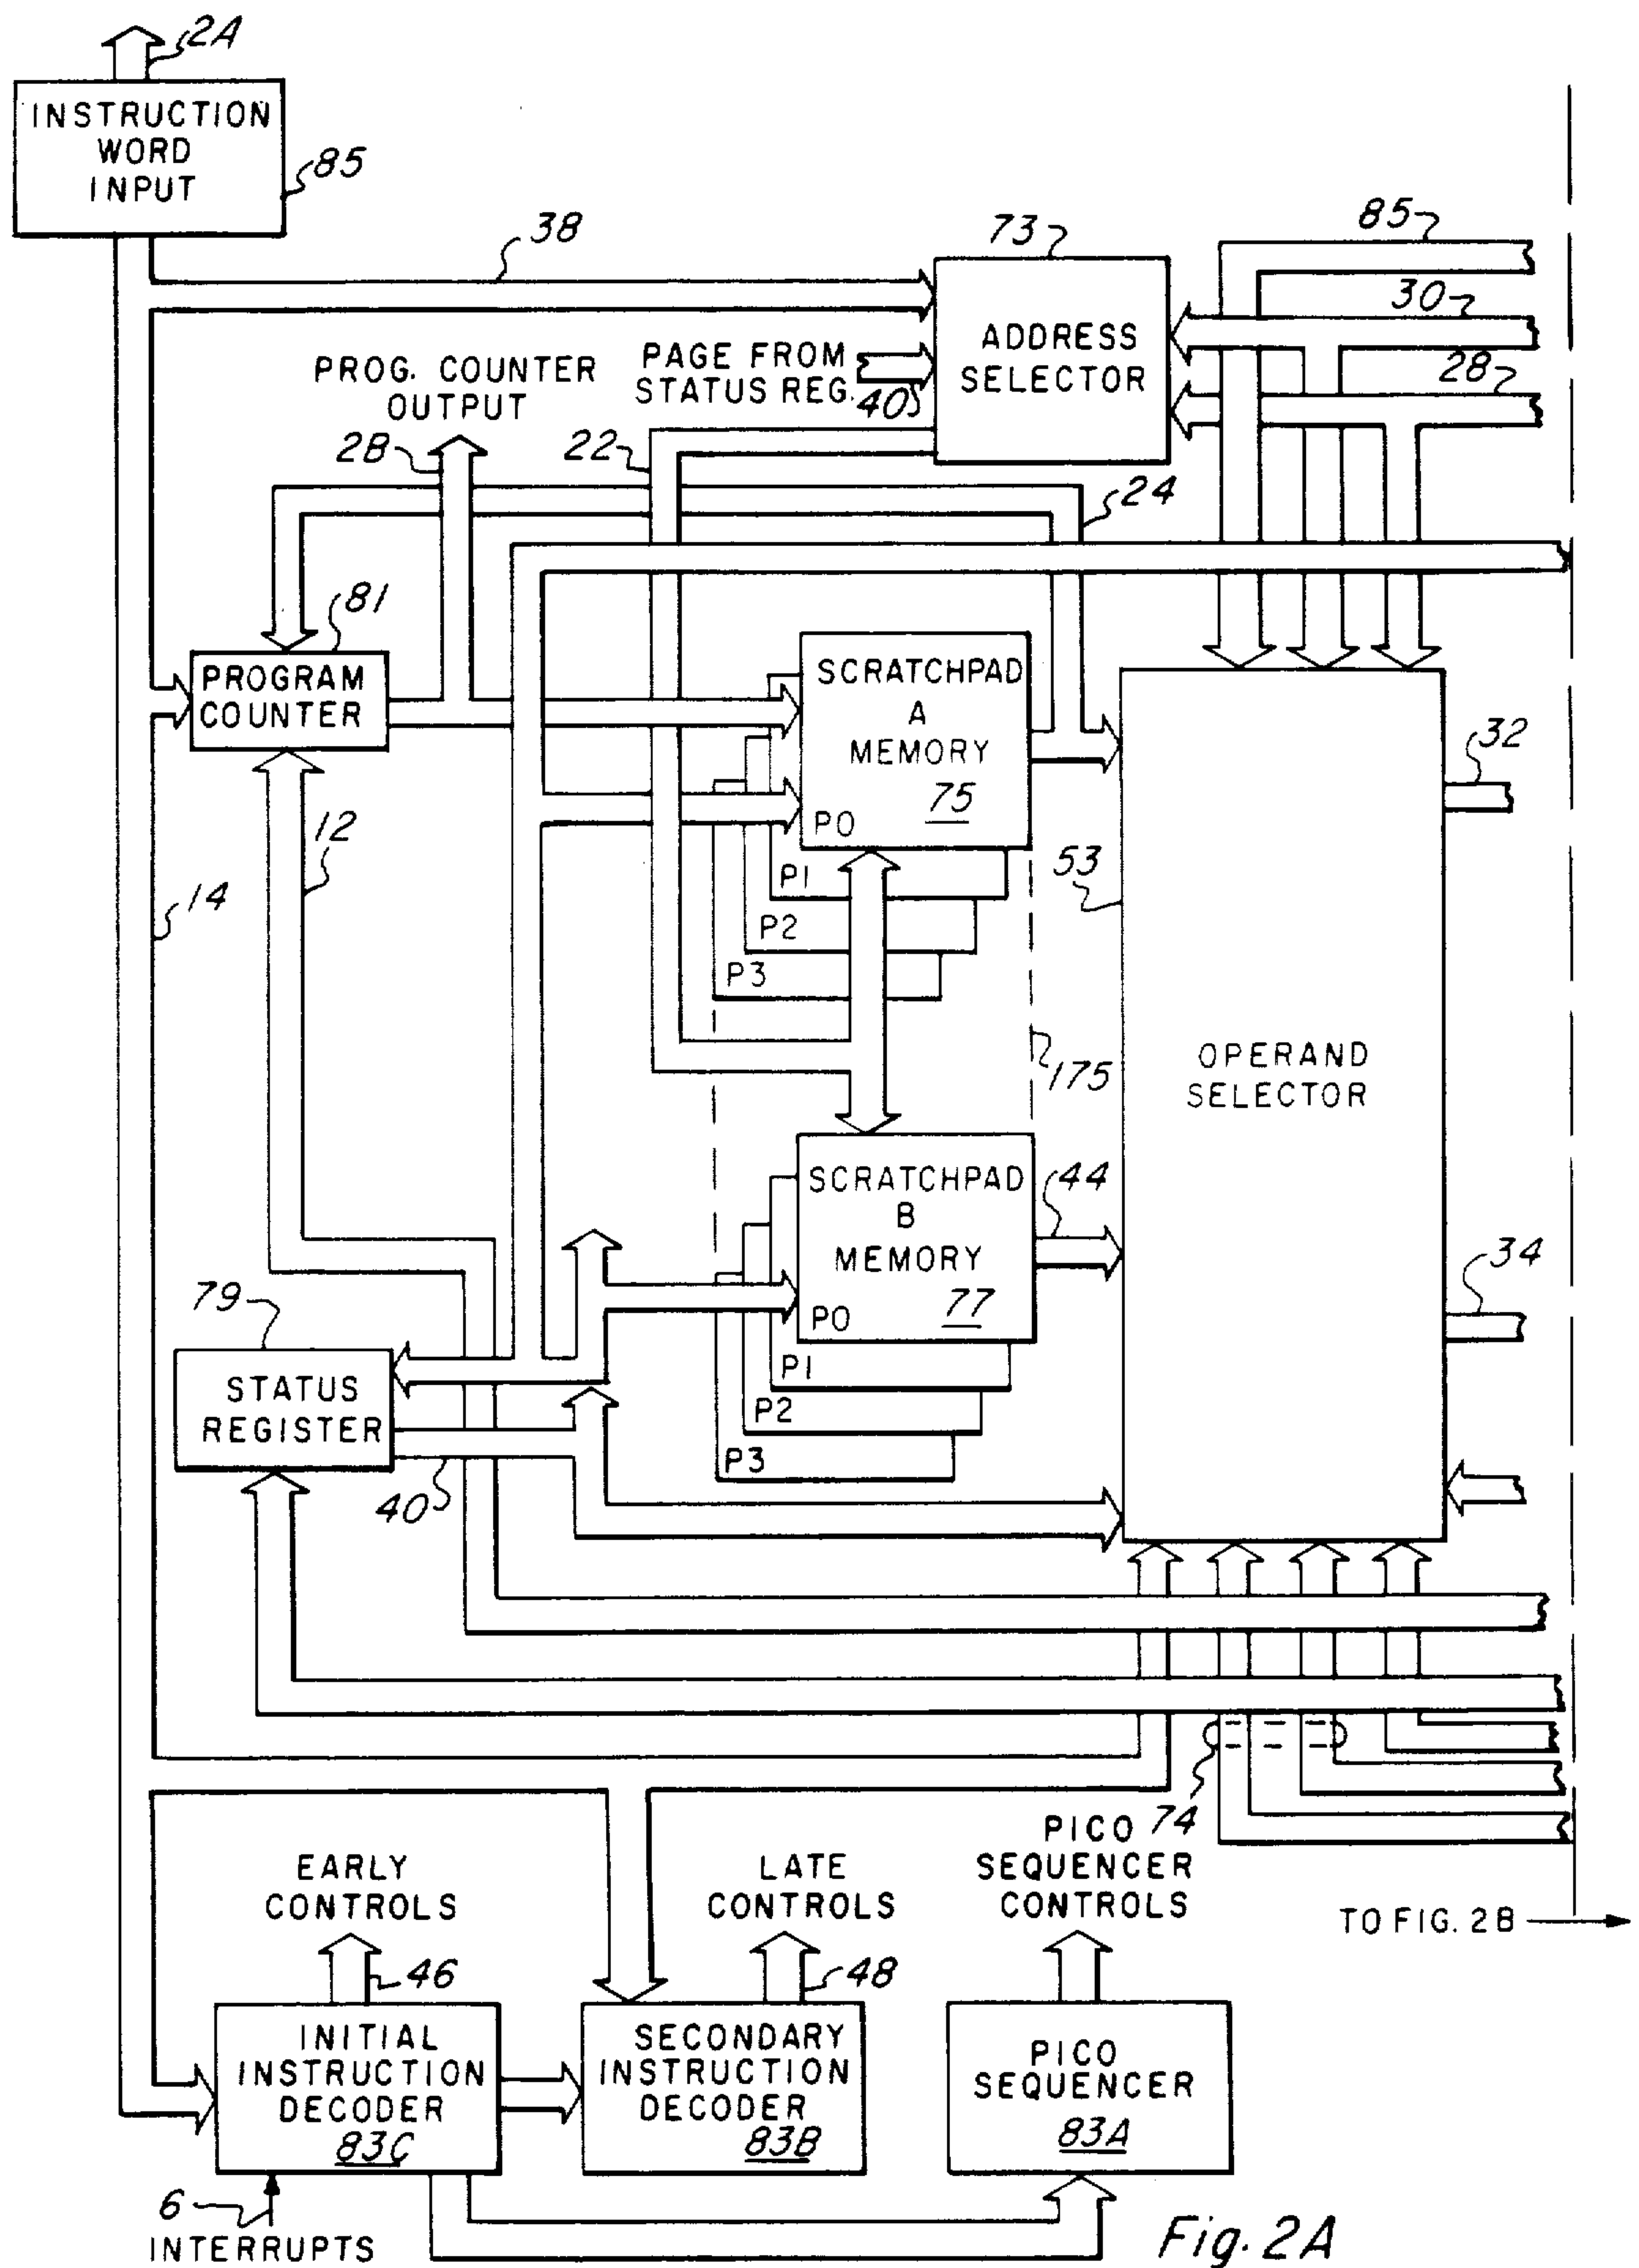 2A
INSTRUCTION
WORD
INPUT
85
38
73
85
30
28
ADDRESS
SELECTOR
PAGE FROM
STATUS REG.
40
PROG. COUNTER
OUTPUT
2B
22
24
81
PROGRAM
COUNTER
SCRATCHPAD
A
MEMORY
75
P0
P1
P2
P3
32
12
14
53
175
OPERAND
SELECTOR
SCRATCHPAD
B
MEMORY
77
P0
P1
P2
P3
44
34
79
STATUS
REGISTER
40
74
EARLY
CONTROLS
LATE
CONTROLS
PICO
SEQUENCER
CONTROLS
TO FIG. 2B
46
48
INITIAL
INSTRUCTION
DECODER
83C
SECONDARY
INSTRUCTION
DECODER
83B
PICO
SEQUENCER
83A
6
INTERRUPTS
Fig. 2A